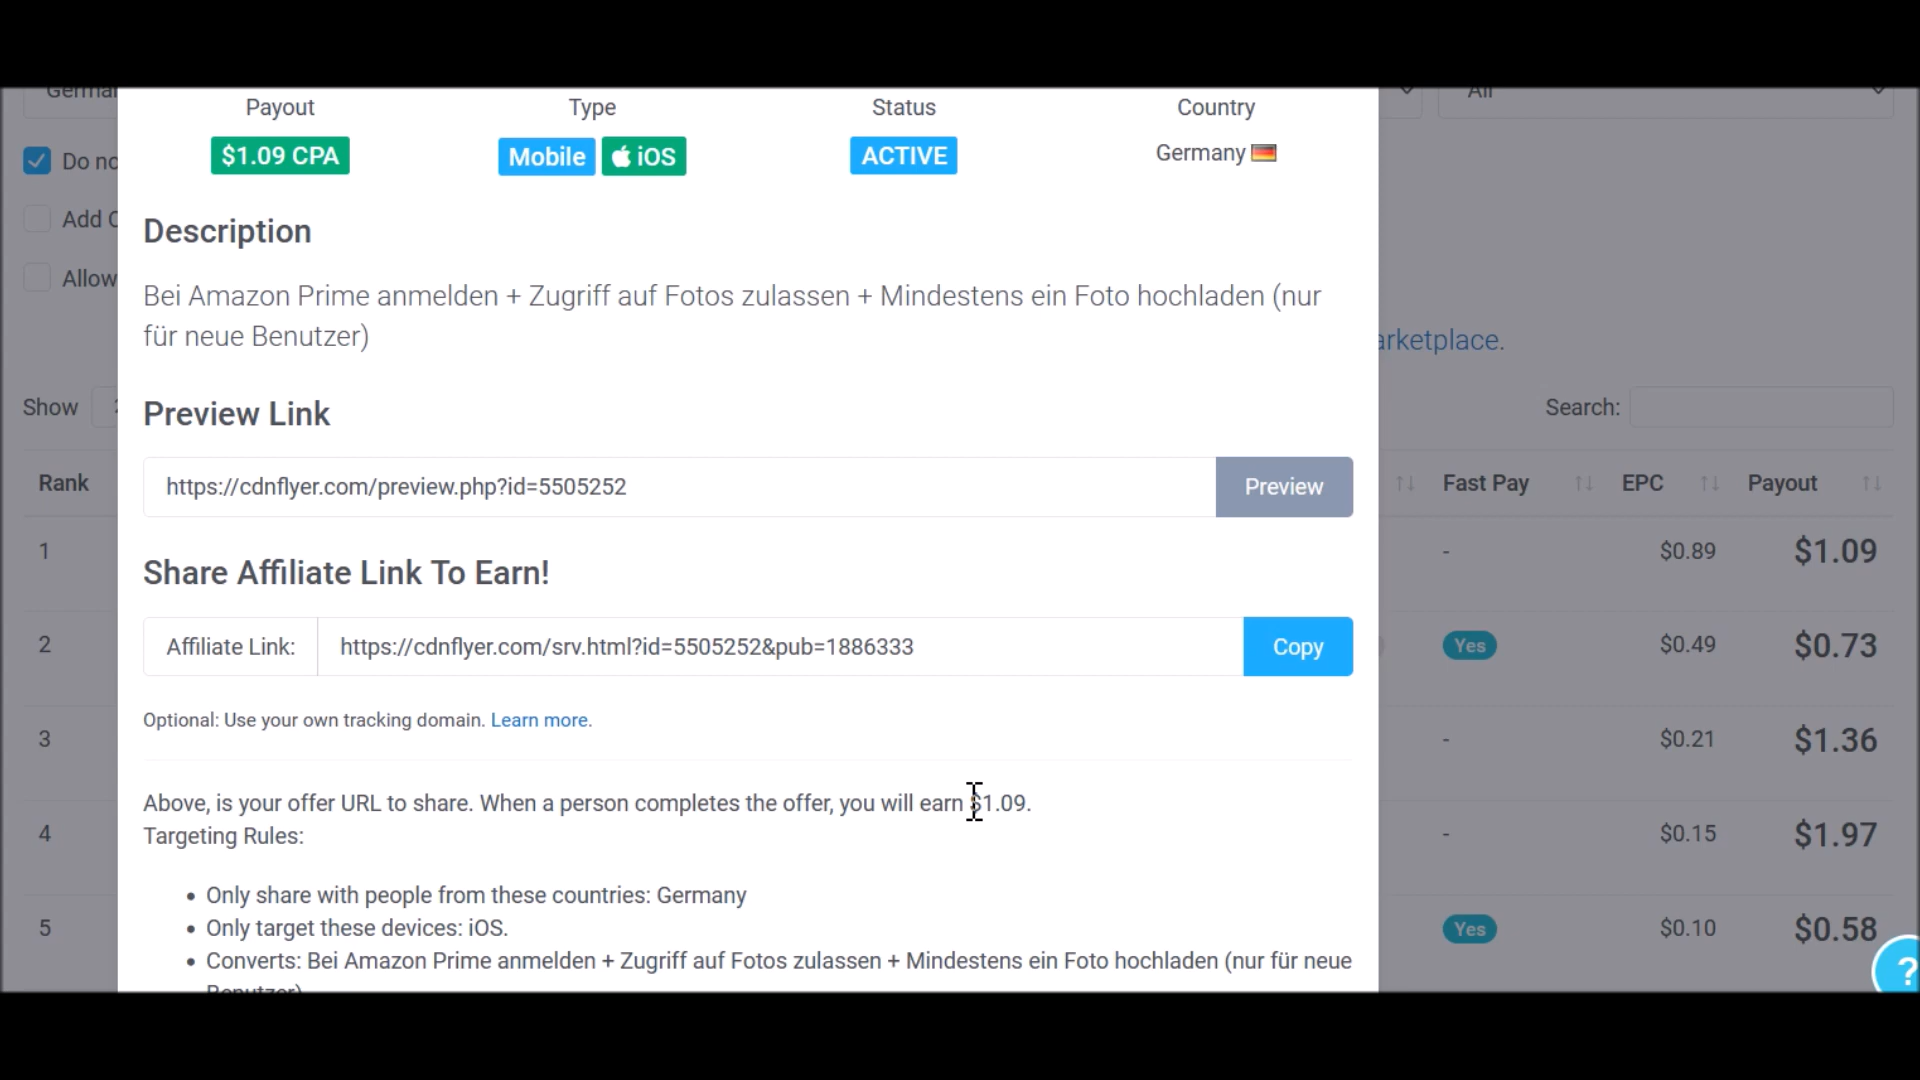 Payout Type Status Country All
$1.09 CPA Mobile iOS ACTIVE Germany
Do no
Add
Allow
Description
Bei Amazon Prime anmelden + Zugriff auf Fotos zulassen + Mindestens ein Foto hochladen (nur
für neue Benutzer)
arketplace.
Show
Search:
Preview Link
https://cdnflyer.com/preview.php?id=5505252 Preview
Rank Fast Pay EPC Payout
1 - $0.89 $1.09
Share Affiliate Link To Earn!
Affiliate Link: https://cdnflyer.com/srv.html?id=5505252&pub=1886333 Copy
2 Yes $0.49 $0.73
Optional: Use your own tracking domain. Learn more.
3 - $0.21 $1.36
Above, is your offer URL to share. When a person completes the offer, you will earn $1.09.
Targeting Rules:
4 - $0.15 $1.97
• Only share with people from these countries: Germany
• Only target these devices: iOS.
5 Yes $0.10 $0.58
• Converts: Bei Amazon Prime anmelden + Zugriff auf Fotos zulassen + Mindestens ein Foto hochladen (nur für neue
Benutzer)
?